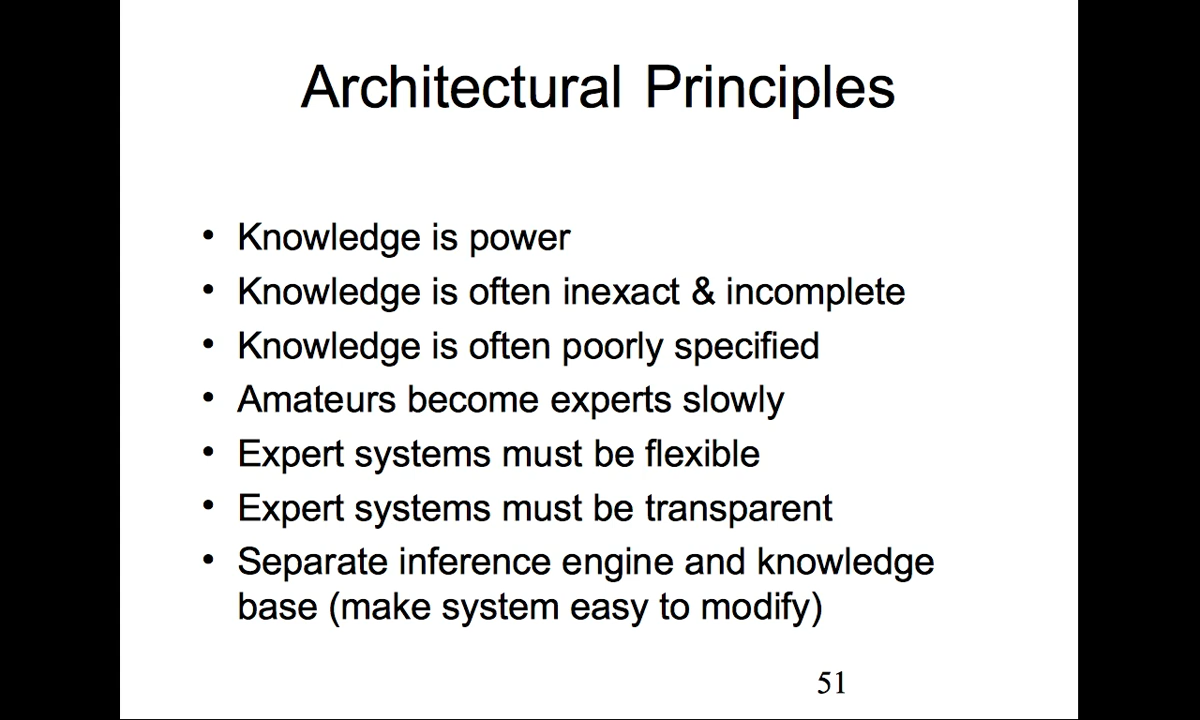 Architectural Principles
• Knowledge is power
• Knowledge is often inexact & incomplete
• Knowledge is often poorly specified
• Amateurs become experts slowly
• Expert systems must be flexible
• Expert systems must be transparent
• Separate inference engine and knowledge
base (make system easy to modify)
51